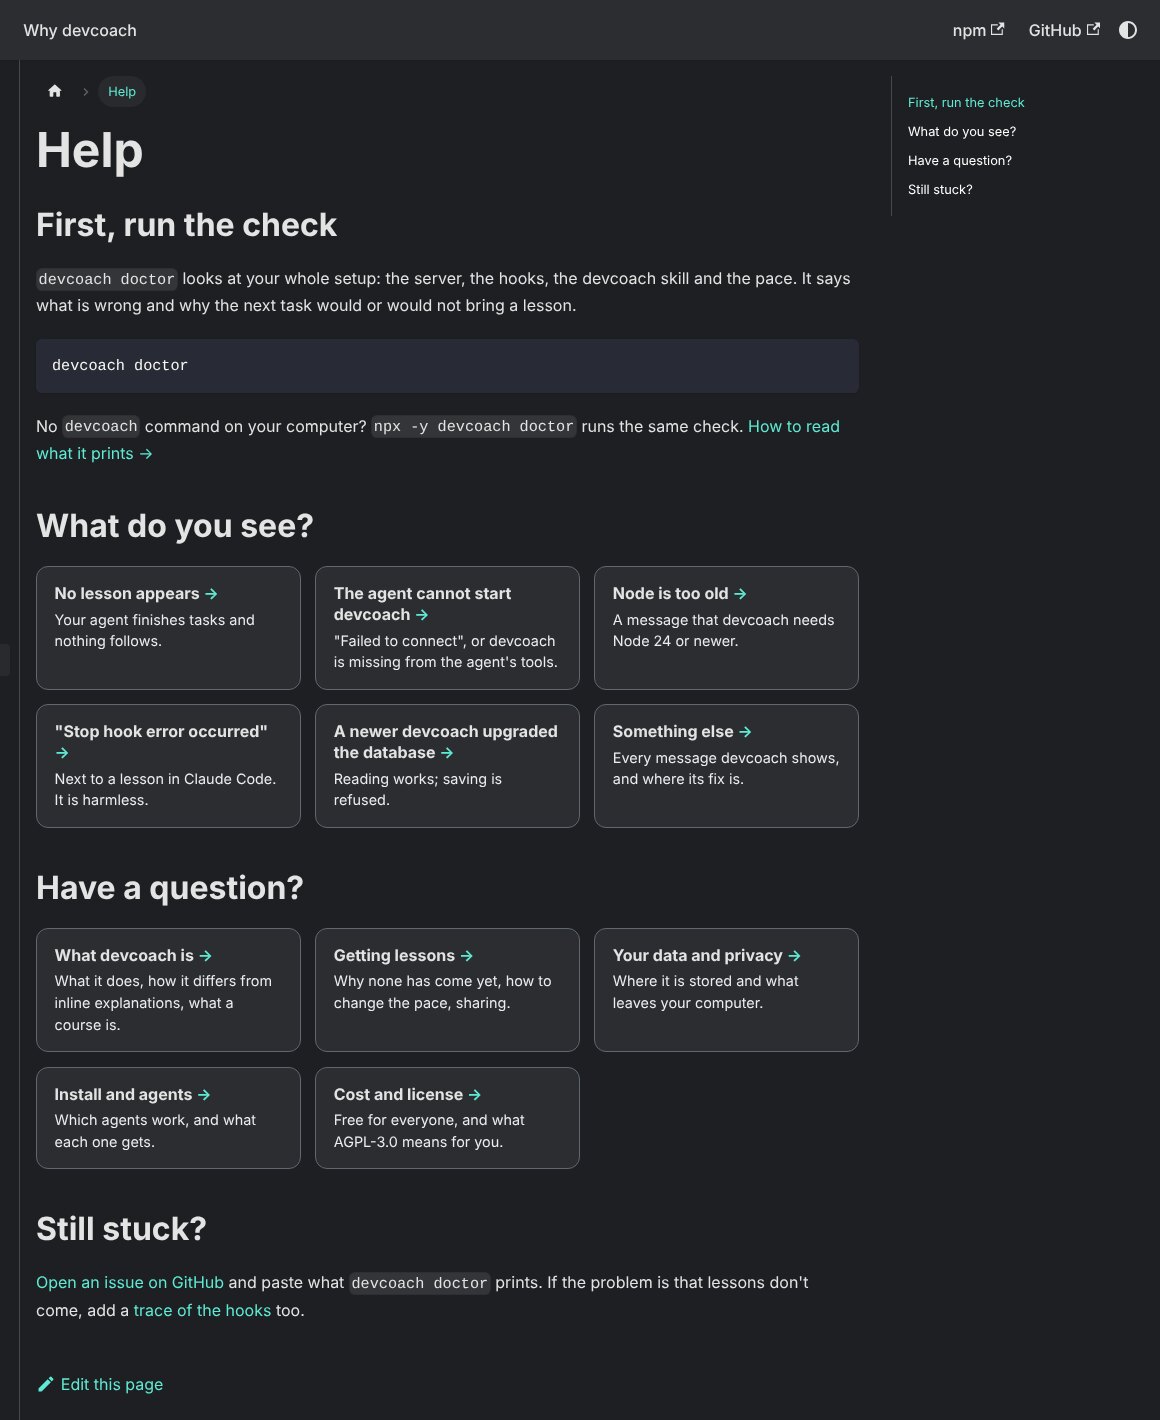 Why devcoach
npm
GitHub
Help
Help
First, run the check
devcoach doctor looks at your whole setup: the server, the hooks, the devcoach skill and the pace. It says
what is wrong and why the next task would or would not bring a lesson.
devcoach doctor
No devcoach command on your computer? npx -y devcoach doctor runs the same check. How to read
what it prints →
What do you see?
No lesson appears →
Your agent finishes tasks and
nothing follows.
The agent cannot start
devcoach →
"Failed to connect", or devcoach
is missing from the agent's tools.
Node is too old →
A message that devcoach needs
Node 24 or newer.
"Stop hook error occurred"
→
Next to a lesson in Claude Code.
It is harmless.
A newer devcoach upgraded
the database →
Reading works; saving is
refused.
Something else →
Every message devcoach shows,
and where its fix is.
Have a question?
What devcoach is →
What it does, how it differs from
inline explanations, what a
course is.
Getting lessons →
Why none has come yet, how to
change the pace, sharing.
Your data and privacy →
Where it is stored and what
leaves your computer.
Install and agents →
Which agents work, and what
each one gets.
Cost and license →
Free for everyone, and what
AGPL-3.0 means for you.
Still stuck?
Open an issue on GitHub and paste what devcoach doctor prints. If the problem is that lessons don't
come, add a trace of the hooks too.
Edit this page
First, run the check
What do you see?
Have a question?
Still stuck?